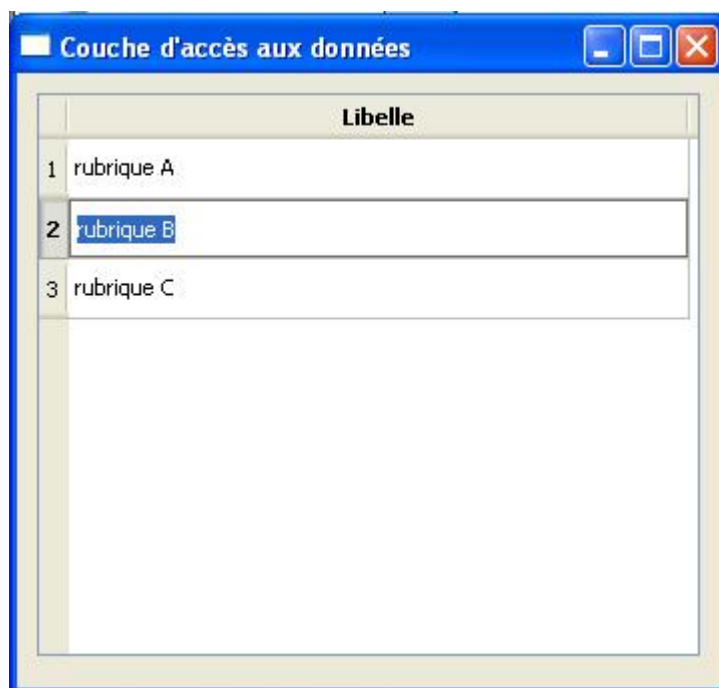 Couche d'accès aux données
Libelle
1 rubrique A
2 rubrique B
3 rubrique C